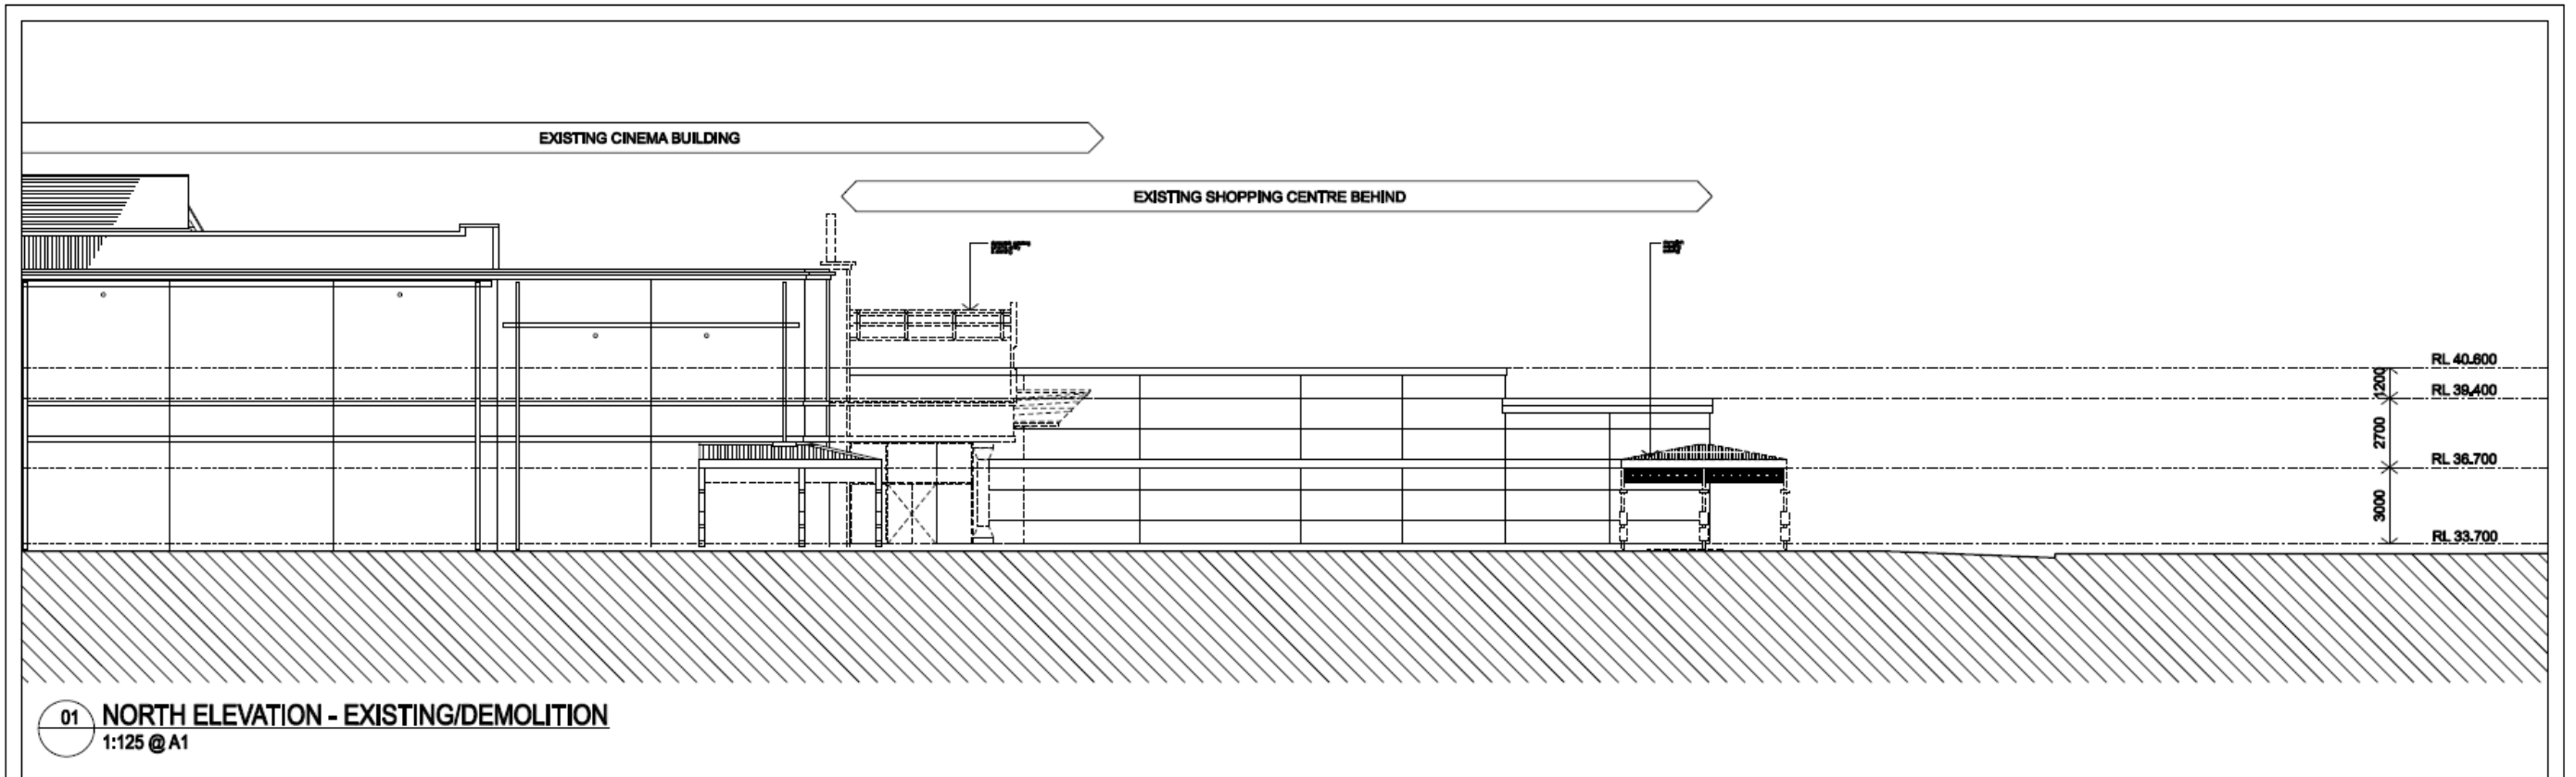 EXISTING CINEMA BUILDING
EXISTING SHOPPING CENTRE BEHIND
RL 40.600
1200
RL 39.400
2700
RL 36.700
3000
RL 33.700
01
NORTH ELEVATION - EXISTING/DEMOLITION
1:125 @ A1